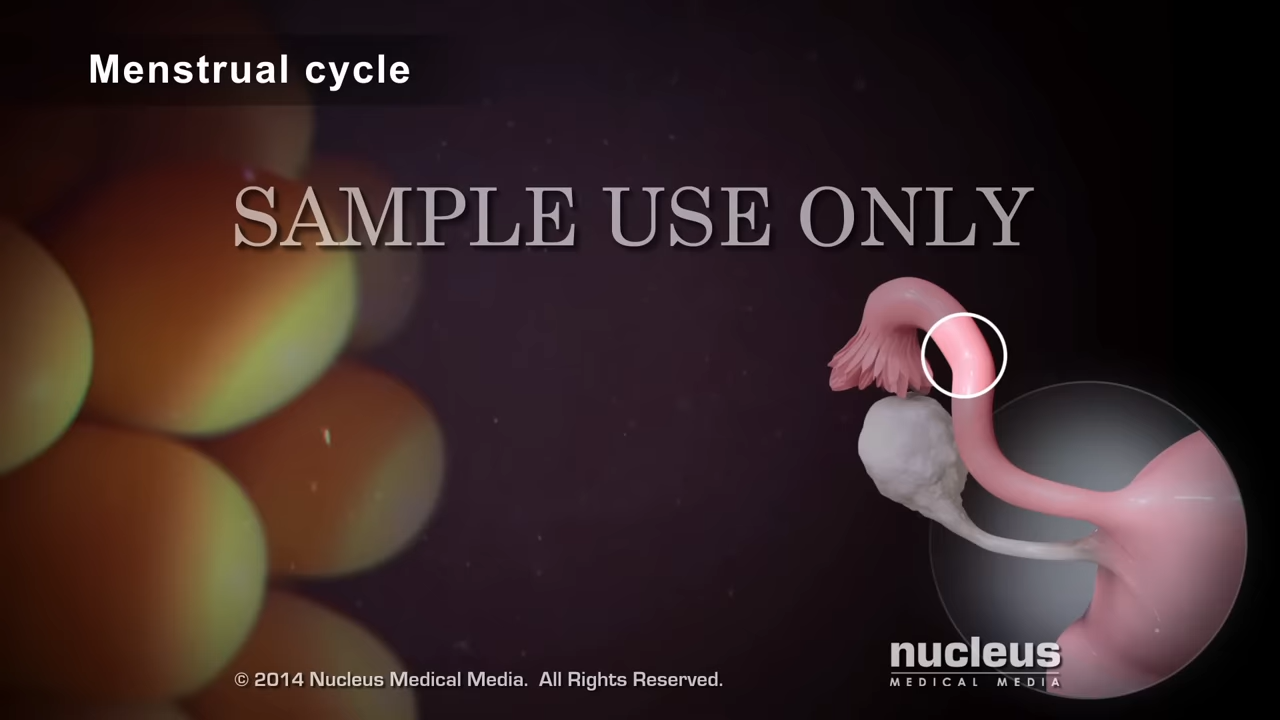 Menstrual cycle
SAMPLE USE ONLY
nucleus
MEDICAL MEDIA
© 2014 Nucleus Medical Media. All Rights Reserved.